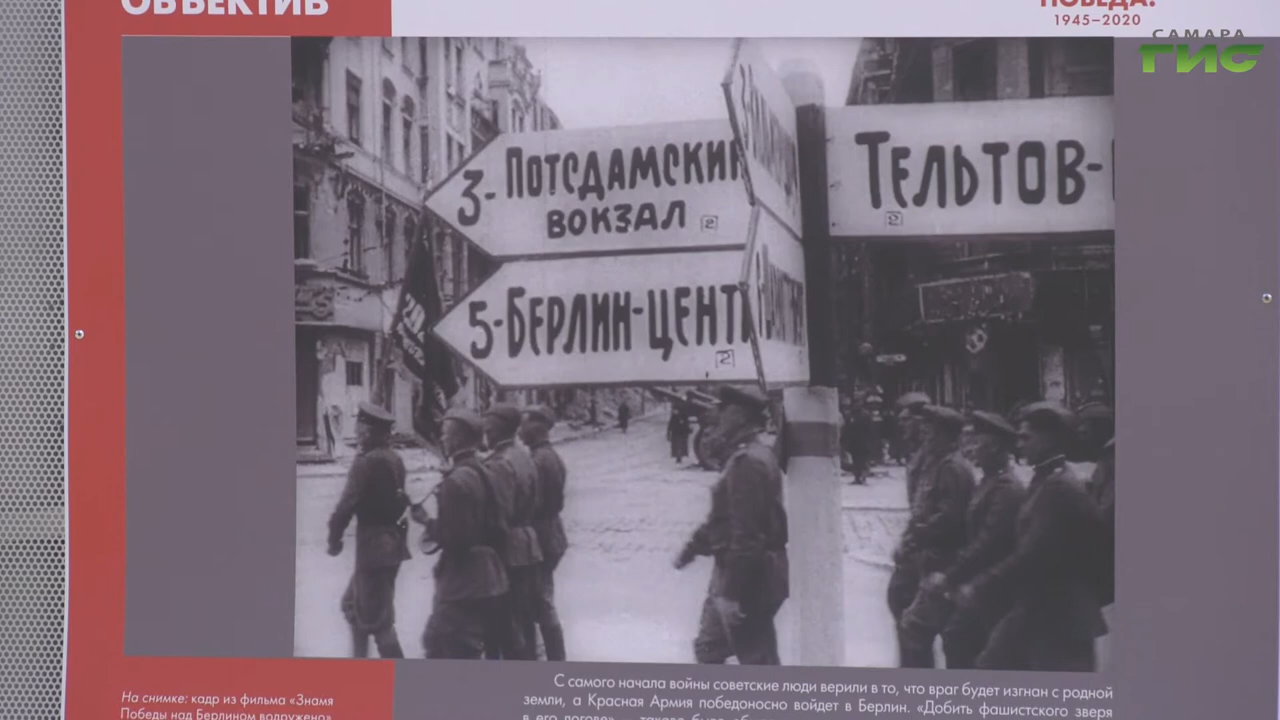 ОБЪЕКТИВ
ПОБЕДА!
1945–2020
САМАРА
ГИС
3-ПОТСДАМСКИЙ
ВОКЗАЛ
ТЕЛЬТОВ-
5-БЕРЛИН-ЦЕНТ
На снимке: кадр из фильма «Знамя
Победы над Берлином водружено»
С самого начала войны советские люди верили в то, что враг будет изгнан с родной
земли, а Красная Армия победоносно войдет в Берлин. «Добить фашистского зверя
в его логове»